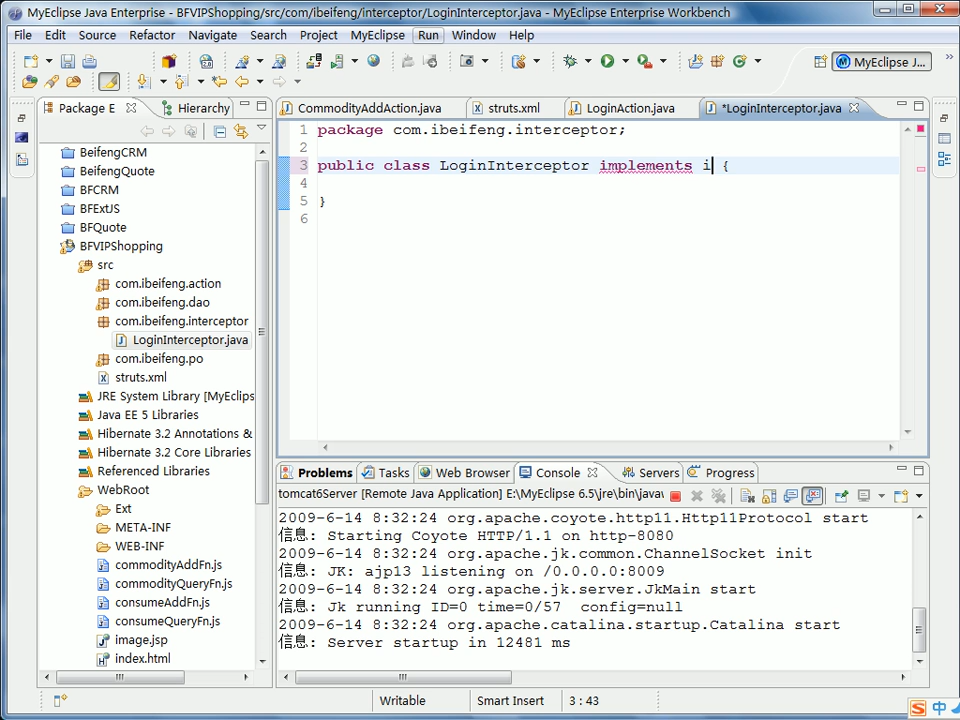 MyEclipse Java Enterprise - BFVIPShopping/src/com/ibeifeng/interceptor/LoginInterceptor.java - MyEclipse Enterprise Workbench
File Edit Source Refactor Navigate Search Project MyEclipse Run Window Help
MyEclipse J...
Package E Hierarchy
CommodityAddAction.java struts.xml LoginAction.java *LoginInterceptor.java
BeifengCRM
BeifengQuote
BFCRM
BFExtJS
BFQuote
BFVIPShopping
src
com.ibeifeng.action
com.ibeifeng.dao
com.ibeifeng.interceptor
LoginInterceptor.java
com.ibeifeng.po
struts.xml
JRE System Library [MyEclips
Java EE 5 Libraries
Hibernate 3.2 Annotations &
Hibernate 3.2 Core Libraries
Referenced Libraries
WebRoot
Ext
META-INF
WEB-INF
commodityAddFn.js
commodityQueryFn.js
consumeAddFn.js
consumeQueryFn.js
image.jsp
index.html
1 package com.ibeifeng.interceptor;
2
3 public class LoginInterceptor implements i {
4
5 }
6
Problems Tasks Web Browser Console Servers Progress
tomcat6Server [Remote Java Application] E:\MyEclipse 6.5\jre\bin\javaw
2009-6-14 8:32:24 org.apache.coyote.http11.Http11Protocol start
信息: Starting Coyote HTTP/1.1 on http-8080
2009-6-14 8:32:24 org.apache.jk.common.ChannelSocket init
信息: JK: ajp13 listening on /0.0.0.0:8009
2009-6-14 8:32:24 org.apache.jk.server.JkMain start
信息: Jk running ID=0 time=0/57 config=null
2009-6-14 8:32:24 org.apache.catalina.startup.Catalina start
信息: Server startup in 12481 ms
Writable Smart Insert 3 : 43
S 中